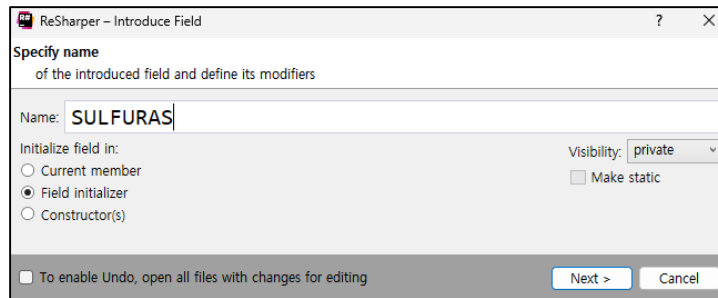 ReSharper – Introduce Field
Specify name
of the introduced field and define its modifiers
Name: SULFURAS
Initialize field in:
Visibility: private
Current member
Make static
Field initializer
Constructor(s)
To enable Undo, open all files with changes for editing
Next >
Cancel